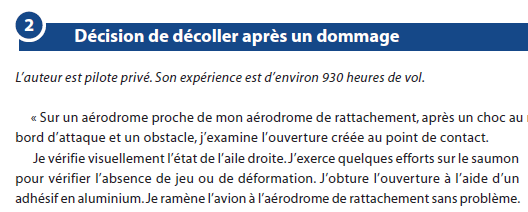 2
Décision de décoller après un dommage
L'auteur est pilote privé. Son expérience est d'environ 930 heures de vol.
« Sur un aérodrome proche de mon aérodrome de rattachement, après un choc au
bord d'attaque et un obstacle, j'examine l'ouverture créée au point de contact.
Je vérifie visuellement l'état de l'aile droite. J'exerce quelques efforts sur le saumon
pour vérifier l'absence de jeu ou de déformation. J'obture l'ouverture à l'aide d'un
adhésif en aluminium. Je ramène l'avion à l'aérodrome de rattachement sans problème.